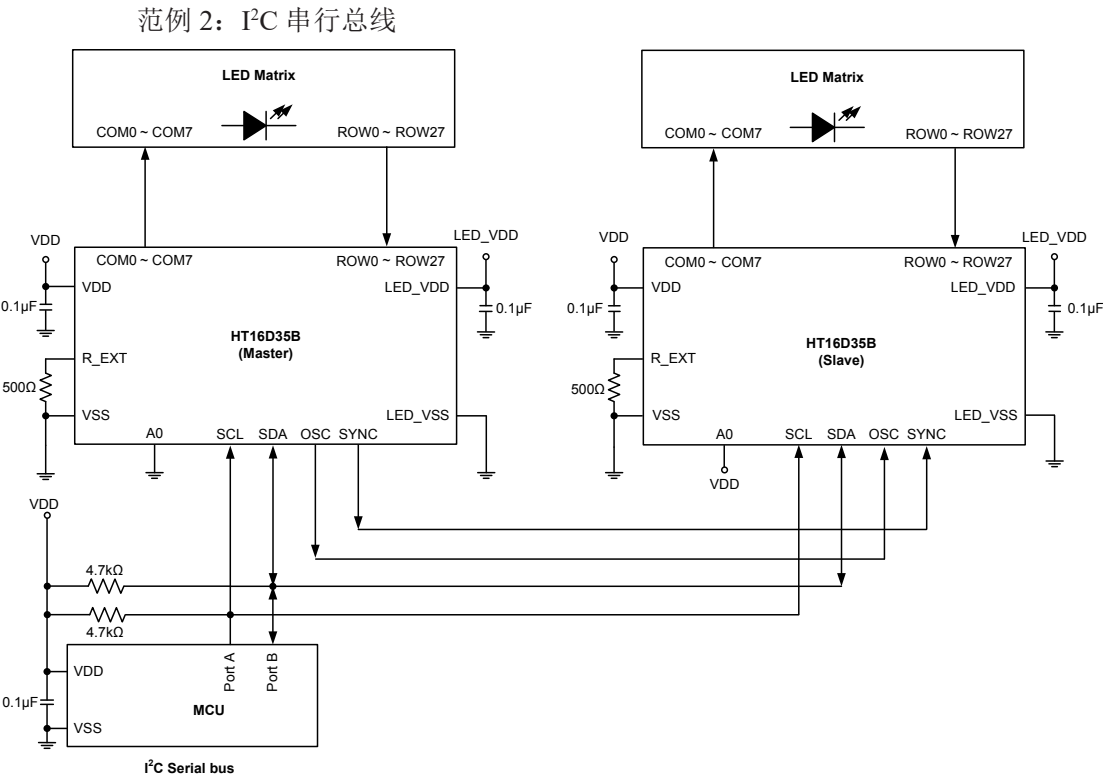 范例 2：I²C 串行总线
LED Matrix
COM0 ~ COM7
ROW0 ~ ROW27
LED Matrix
COM0 ~ COM7
ROW0 ~ ROW27
VDD
LED_VDD
COM0 ~ COM7
ROW0 ~ ROW27
VDD
LED_VDD
0.1µF
0.1µF
HT16D35B
(Master)
R_EXT
500Ω
VSS
LED_VSS
A0
SCL
SDA
OSC
SYNC
VDD
LED_VDD
COM0 ~ COM7
ROW0 ~ ROW27
VDD
LED_VDD
0.1µF
0.1µF
HT16D35B
(Slave)
R_EXT
500Ω
VSS
LED_VSS
A0
SCL
SDA
OSC
SYNC
VDD
VDD
4.7kΩ
4.7kΩ
Port A
Port B
VDD
0.1µF
MCU
VSS
I²C Serial bus